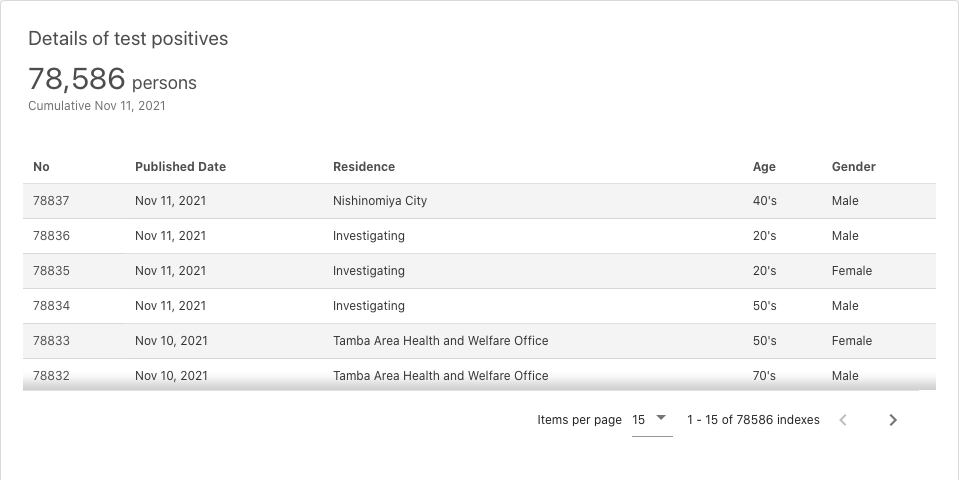 Details of test positives
78,586 persons
Cumulative Nov 11, 2021
No Published Date Residence Age Gender
78837 Nov 11, 2021 Nishinomiya City 40's Male
78836 Nov 11, 2021 Investigating 20's Male
78835 Nov 11, 2021 Investigating 20's Female
78834 Nov 11, 2021 Investigating 50's Male
78833 Nov 10, 2021 Tamba Area Health and Welfare Office 50's Female
78832 Nov 10, 2021 Tamba Area Health and Welfare Office 70's Male
Items per page 15 1 - 15 of 78586 indexes